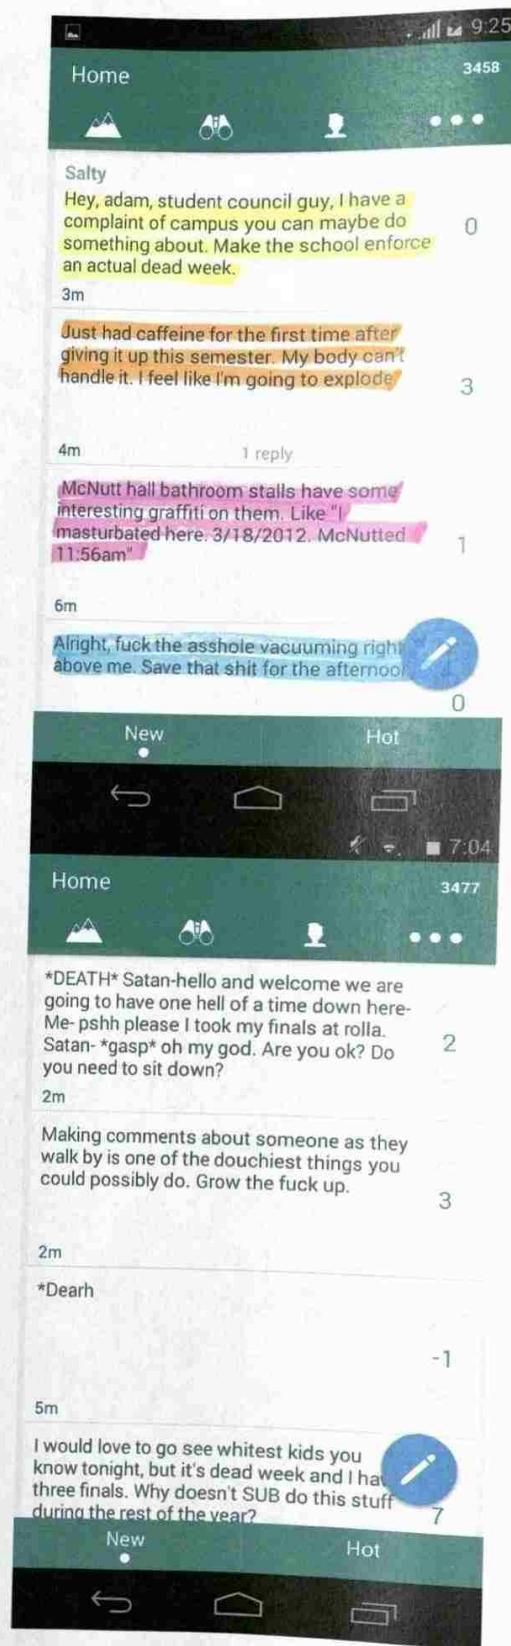 9:25
Home
3458
Salty
Hey, adam, student council guy, I have a
complaint of campus you can maybe do
something about. Make the school enforce
an actual dead week.
0
3m
Just had caffeine for the first time after
giving it up this semester. My body can't
handle it. I feel like I'm going to explode
3
4m
1 reply
McNutt hall bathroom stalls have some
interesting graffiti on them. Like "I
masturbated here. 3/18/2012. McNutted
11:56am"
1
6m
Alright, fuck the asshole vacuuming right
above me. Save that shit for the afternoo
0
New
Hot
7:04
Home
3477
*DEATH* Satan-hello and welcome we are
going to have one hell of a time down here-
Me- pshh please I took my finals at rolla.
Satan- *gasp* oh my god. Are you ok? Do
you need to sit down?
2
2m
Making comments about someone as they
walk by is one of the douchiest things you
could possibly do. Grow the fuck up.
3
2m
*Dearh
-1
5m
I would love to go see whitest kids you
know tonight, but it's dead week and I ha
three finals. Why doesn't SUB do this stuff
during the rest of the year?
7
New
Hot